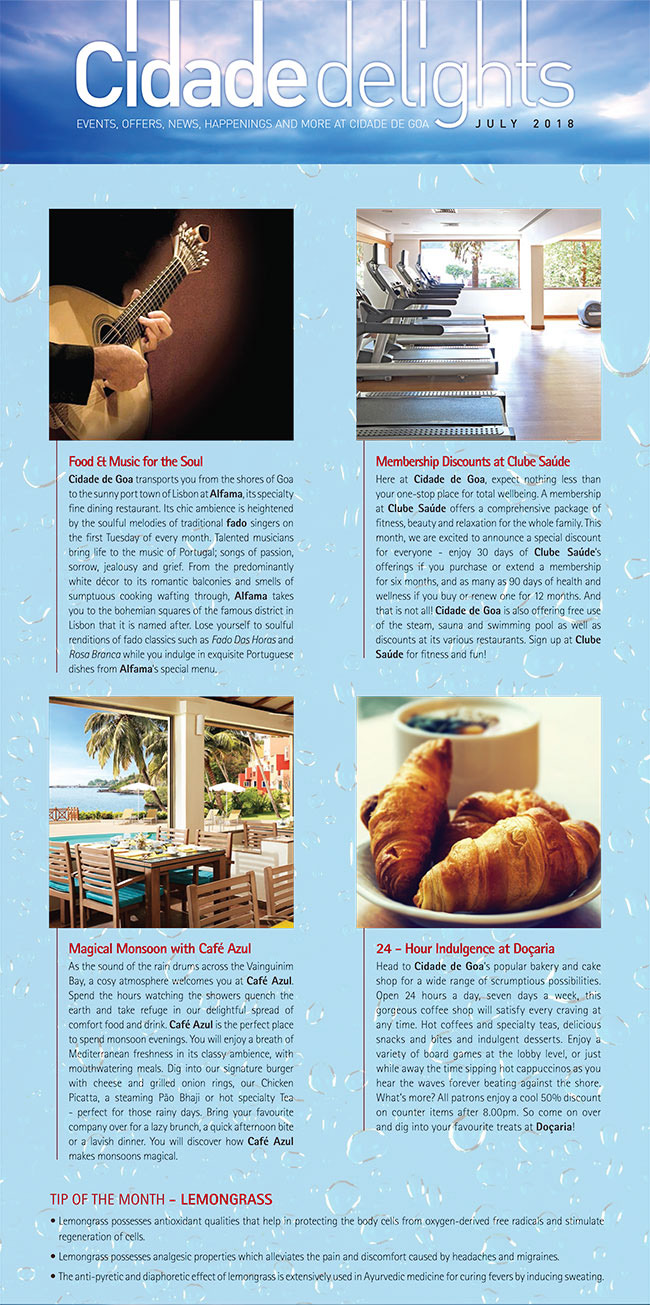 Cidade delights
EVENTS, OFFERS, NEWS, HAPPENINGS AND MORE AT CIDADE DE GOA
JULY 2018
Food & Music for the Soul
Cidade de Goa transports you from the shores of Goa
to the sunny port town of Lisbon at Alfama, its specialty
fine dining restaurant. Its chic ambience is heightened
by the soulful melodies of traditional fado singers on
the first Tuesday of every month. Talented musicians
bring life to the music of Portugal; songs of passion,
sorrow, jealousy and grief. From the predominantly
white décor to its romantic balconies and smells of
sumptuous cooking wafting through, Alfama takes
you to the bohemian squares of the famous district in
Lisbon that it is named after. Lose yourself to soulful
renditions of fado classics such as Fado Das Horas and
Rosa Branca while you indulge in exquisite Portuguese
dishes from Alfama's special menu.
Membership Discounts at Clube Saúde
Here at Cidade de Goa, expect nothing less than
your one-stop place for total wellbeing. A membership
at Clube Saúde offers a comprehensive package of
fitness, beauty and relaxation for the whole family. This
month, we are excited to announce a special discount
for everyone - enjoy 30 days of Clube Saúde's
offerings if you purchase or extend a membership
for six months, and as many as 90 days of health and
wellness if you buy or renew one for 12 months. And
that is not all! Cidade de Goa is also offering free use
of the steam, sauna and swimming pool as well as
discounts at its various restaurants. Sign up at Clube
Saúde for fitness and fun!
Magical Monsoon with Café Azul
As the sound of the rain drums across the Vainguinim
Bay, a cosy atmosphere welcomes you at Café Azul.
Spend the hours watching the showers quench the
earth and take refuge in our delightful spread of
comfort food and drink. Café Azul is the perfect place
to spend monsoon evenings. You will enjoy a breath of
Mediterranean freshness in its classy ambience, with
mouthwatering meals. Dig into our signature burger
with cheese and grilled onion rings, our Chicken
Picatta, a steaming Pão Bhaji or hot specialty Tea
- perfect for those rainy days. Bring your favourite
company over for a lazy brunch, a quick afternoon bite
or a lavish dinner. You will discover how Café Azul
makes monsoons magical.
24 - Hour Indulgence at Doçaria
Head to Cidade de Goa's popular bakery and cake
shop for a wide range of scrumptious possibilities.
Open 24 hours a day, seven days a week, this
gorgeous coffee shop will satisfy every craving at
any time. Hot coffees and specialty teas, delicious
snacks and bites and indulgent desserts. Enjoy a
variety of board games at the lobby level, or just
while away the time sipping hot cappuccinos as you
hear the waves forever beating against the shore.
What's more? All patrons enjoy a cool 50% discount
on counter items after 8.00pm. So come on over
and dig into your favourite treats at Doçaria!
TIP OF THE MONTH - LEMONGRASS
• Lemongrass possesses antioxidant qualities that help in protecting the body cells from oxygen-derived free radicals and stimulate
regeneration of cells.
• Lemongrass possesses analgesic properties which alleviates the pain and discomfort caused by headaches and migraines.
• The anti-pyretic and diaphoretic effect of lemongrass is extensively used in Ayurvedic medicine for curing fevers by inducing sweating.